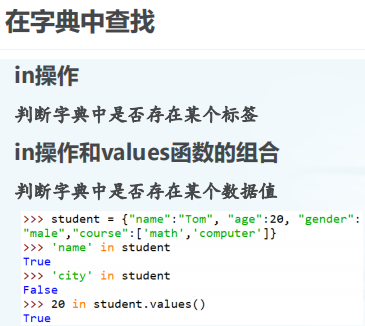 在字典中查找
in操作
判断字典中是否存在某个标签
in操作和values函数的组合
判断字典中是否存在某个数据值
>>> student = {"name":"Tom", "age":20, "gender":
"male","course":['math','computer']}
>>> 'name' in student
True
>>> 'city' in student
False
>>> 20 in student.values()
True